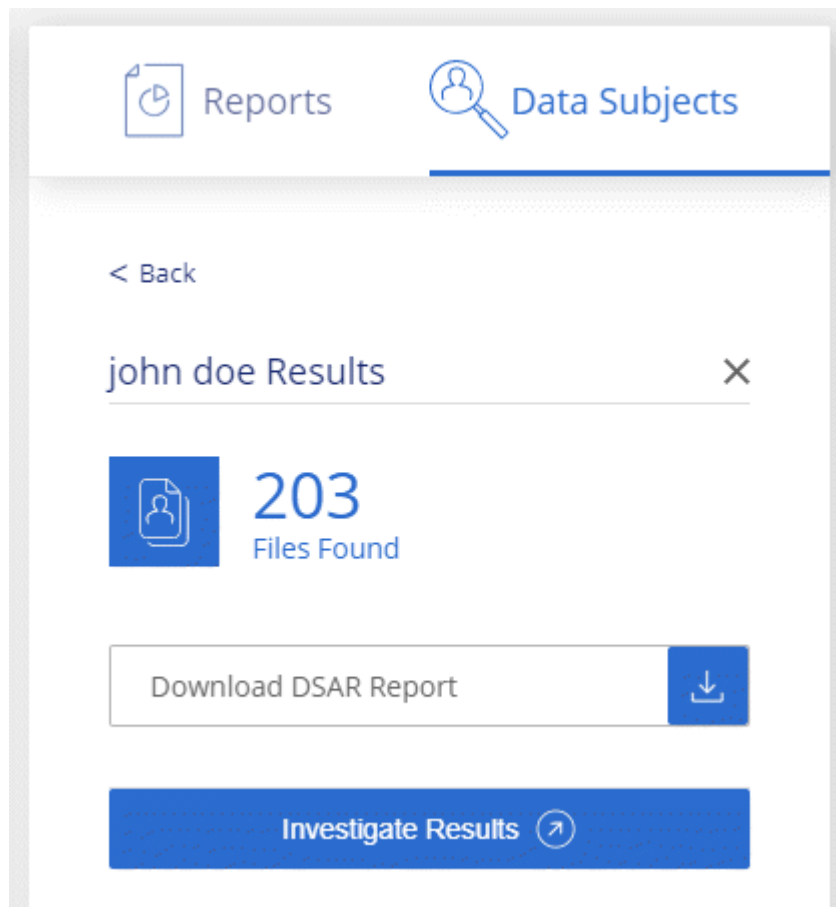 Reports
Data Subjects
< Back
john doe Results
203
Files Found
Download DSAR Report
Investigate Results